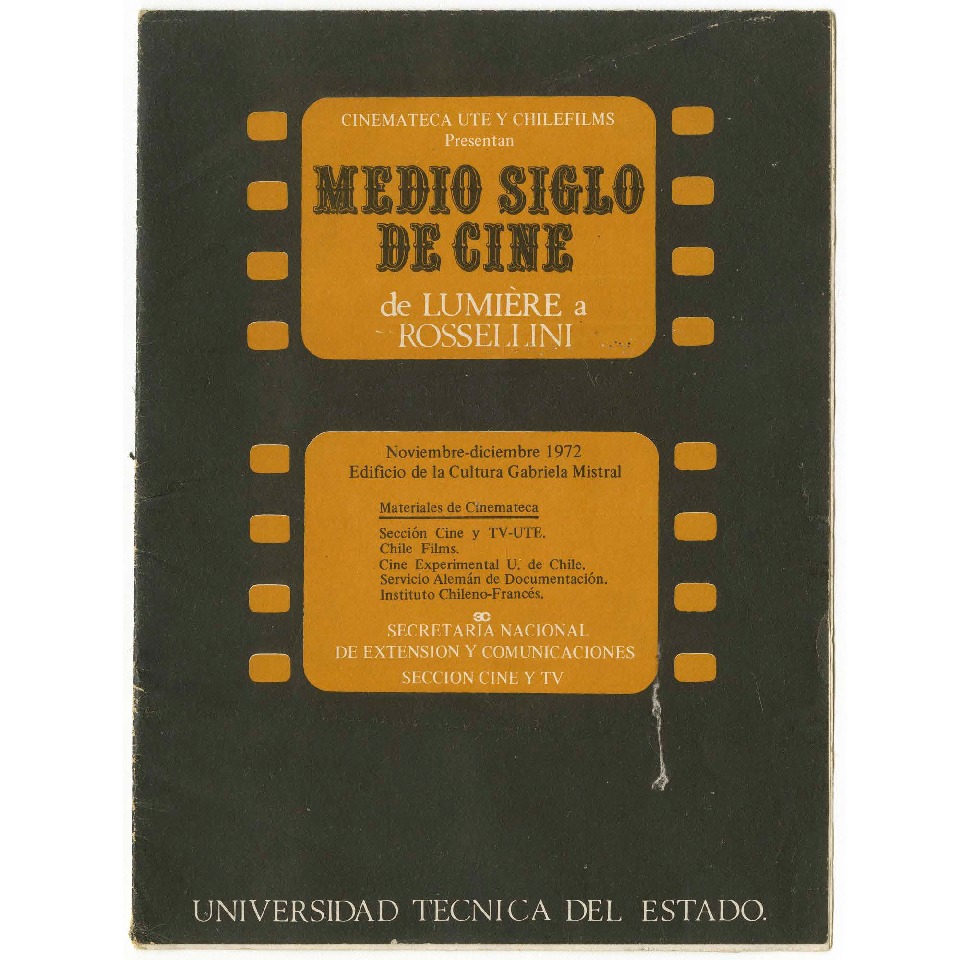 CINEMATECA UTE Y CHILEFILMS
Presentan
MEDIO SIGLO
DE CINE
de LUMIÈRE a
ROSSELLINI
Noviembre-diciembre 1972
Edificio de la Cultura Gabriela Mistral
Materiales de Cinemateca
Sección Cine y TV-UTE.
Chile Films.
Cine Experimental U. de Chile.
Servicio Alemán de Documentación.
Instituto Chileno-Francés.
SECRETARIA NACIONAL
DE EXTENSION Y COMUNICACIONES
SECCION CINE Y TV
UNIVERSIDAD TECNICA DEL ESTADO.